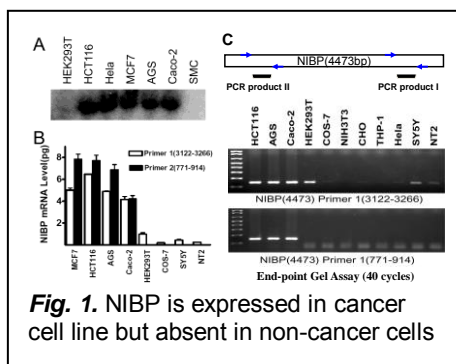 A
HEK293T
HCT116
Hela
MCF7
AGS
Caco-2
SMC
B
NIBP mRNA Level(pg)
8
6
4
2
Primer 1(3122-3266)
Primer 2(771-914)
MCF7
HCT116
AGS
Caco-2
HEK293T
COS-7
SY5Y
NT2
C
NIBP(4473bp)
PCR product II
PCR product I
HCT116
AGS
Caco-2
HEK293T
COS-7
NIH3T3
CHO
THP-1
Hela
SY5Y
NT2
NIBP(4473) Primer 1(3122-3266)
NIBP(4473) Primer 1(771-914)
End-point Gel Assay (40 cycles)
Fig. 1. NIBP is expressed in cancer
cell line but absent in non-cancer cells